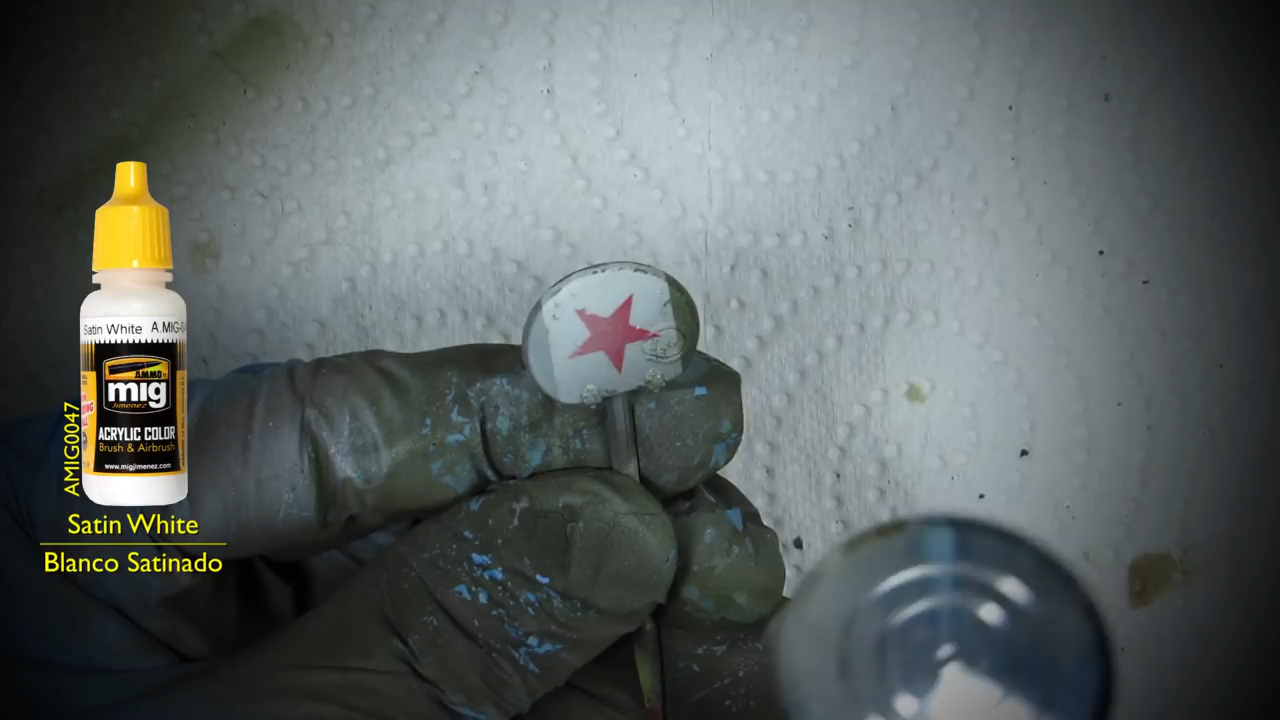 Satin White A.MIG-0
AMMO
mig
Jimenez
ACRYLIC COLOR
Brush & Airbrush
www.migjimenez.com
AMIG0047
Satin White
Blanco Satinado